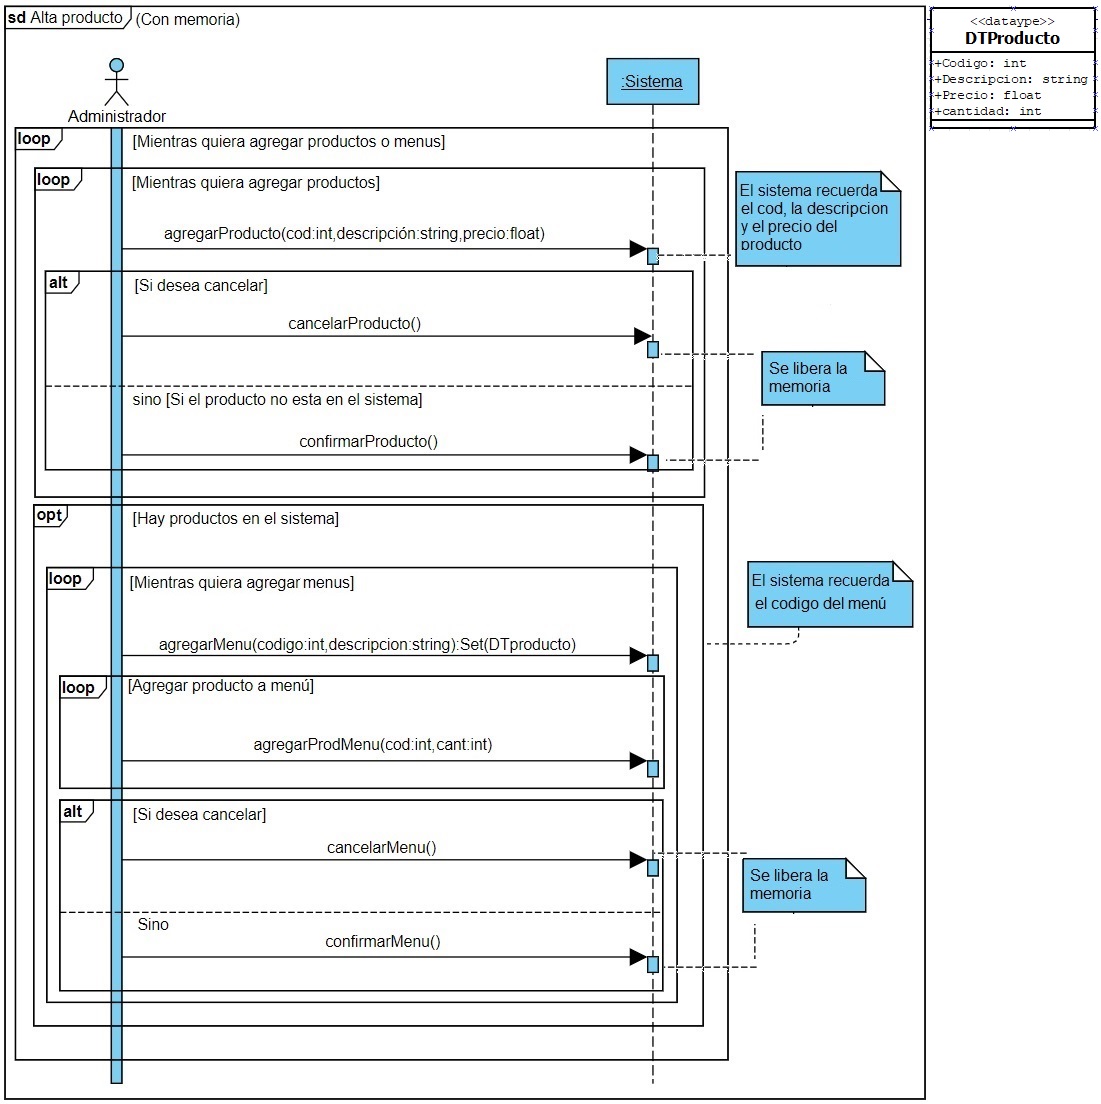 sd Alta producto (Con memoria)
<<dataype>>
DTProducto
+Codigo: int
+Descripcion: string
+Precio: float
+cantidad: int
:Sistema
Administrador
loop [Mientras quiera agregar productos o menus]
loop [Mientras quiera agregar productos]
El sistema recuerda
el cod, la descripcion
y el precio del
producto
agregarProducto(cod:int,descripción:string,precio:float)
alt [Si desea cancelar]
cancelarProducto()
Se libera la
memoria
sino [Si el producto no esta en el sistema]
confirmarProducto()
opt [Hay productos en el sistema]
loop [Mientras quiera agregar menus]
El sistema recuerda
el codigo del menú
agregarMenu(codigo:int,descripcion:string):Set(DTproducto)
loop [Agregar producto a menú]
agregarProdMenu(cod:int,cant:int)
alt [Si desea cancelar]
cancelarMenu()
Se libera la
memoria
Sino
confirmarMenu()